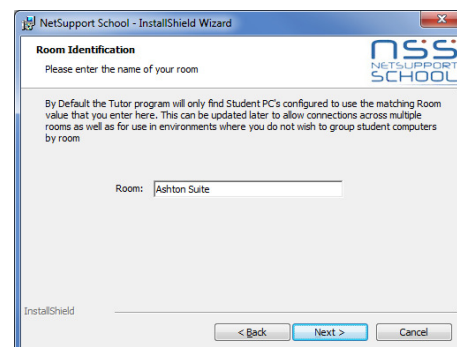 NetSupport School - InstallShield Wizard
Room Identification
Please enter the name of your room
nss
NETSUPPORT
SCHOOL
By Default the Tutor program will only find Student PC's configured to use the matching Room
value that you enter here. This can be updated later to allow connections across multiple
rooms as well as for use in environments where you do not wish to group student computers
by room
Room: Ashton Suite
InstallShield
< Back Next > Cancel